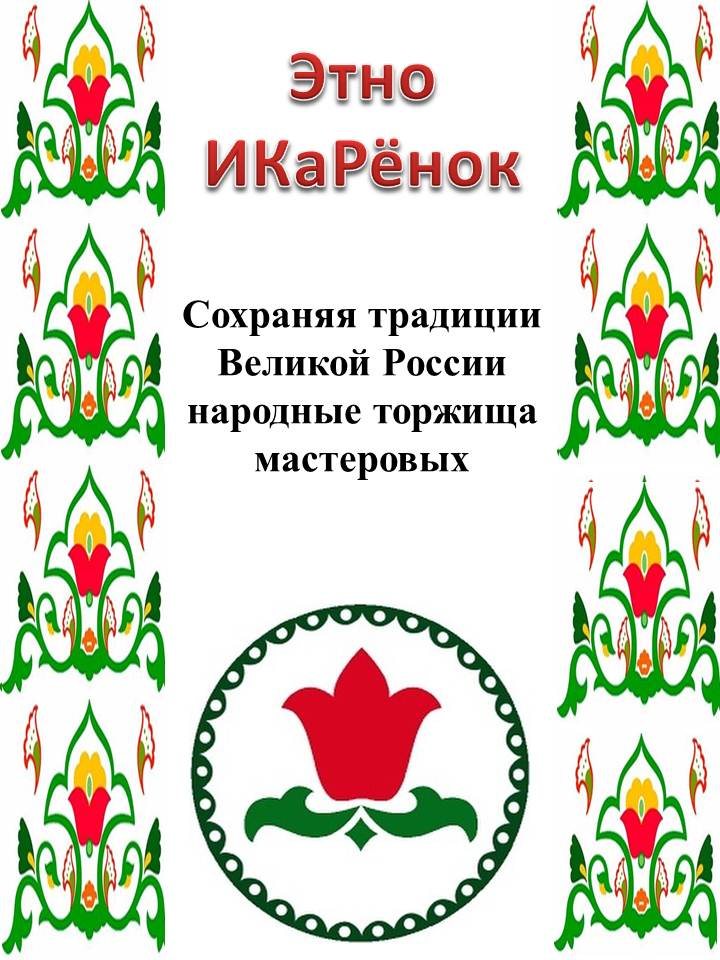 Этно
ИКаРёнок
Сохраняя традиции
Великой России
народные торжища
мастеровых